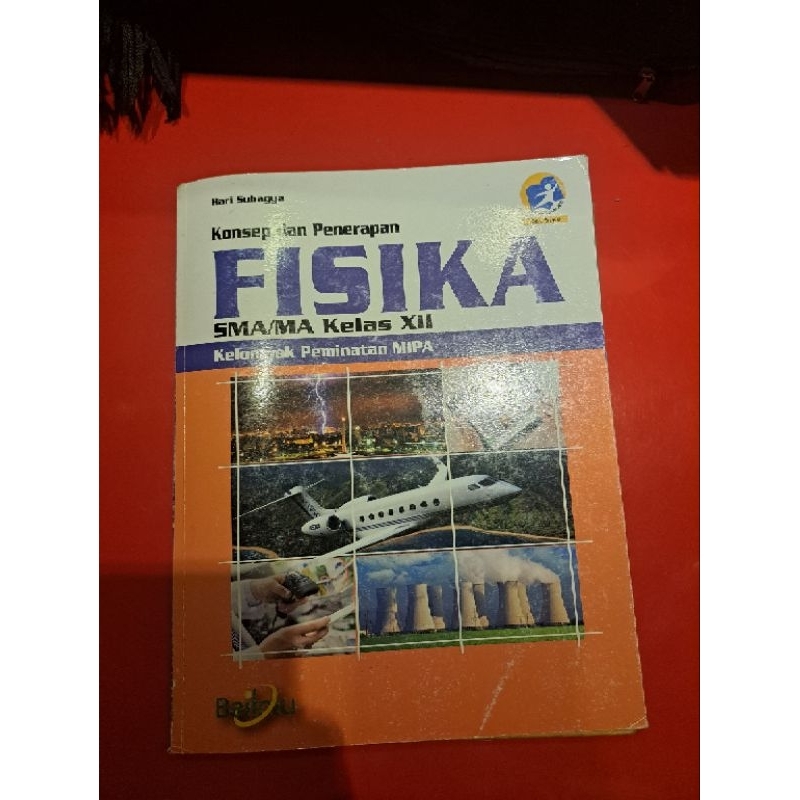 Hari Subagya
Konsep dan Penerapan
FISIKA
SMA/MA Kelas XII
Kelompok Peminatan MIPA